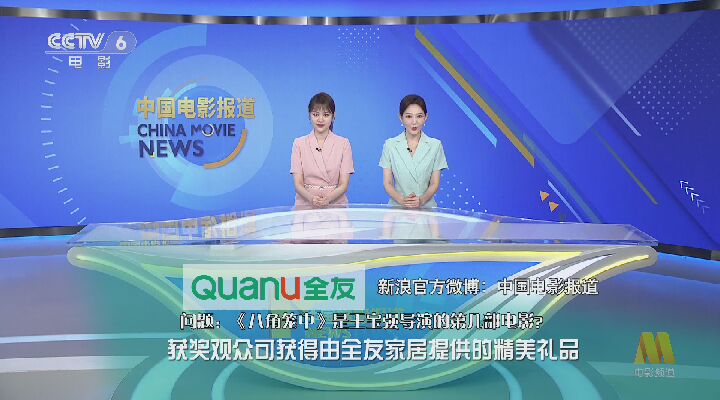 CCTV 6
电影
中国电影报道
CHINA MOVIE
NEWS
QUANU全友
新浪官方微博：中国电影报道
问题：《八角笼中》是王宝强导演的第几部电影？
获奖观众可获得由全友家居提供的精美礼品
电影频道